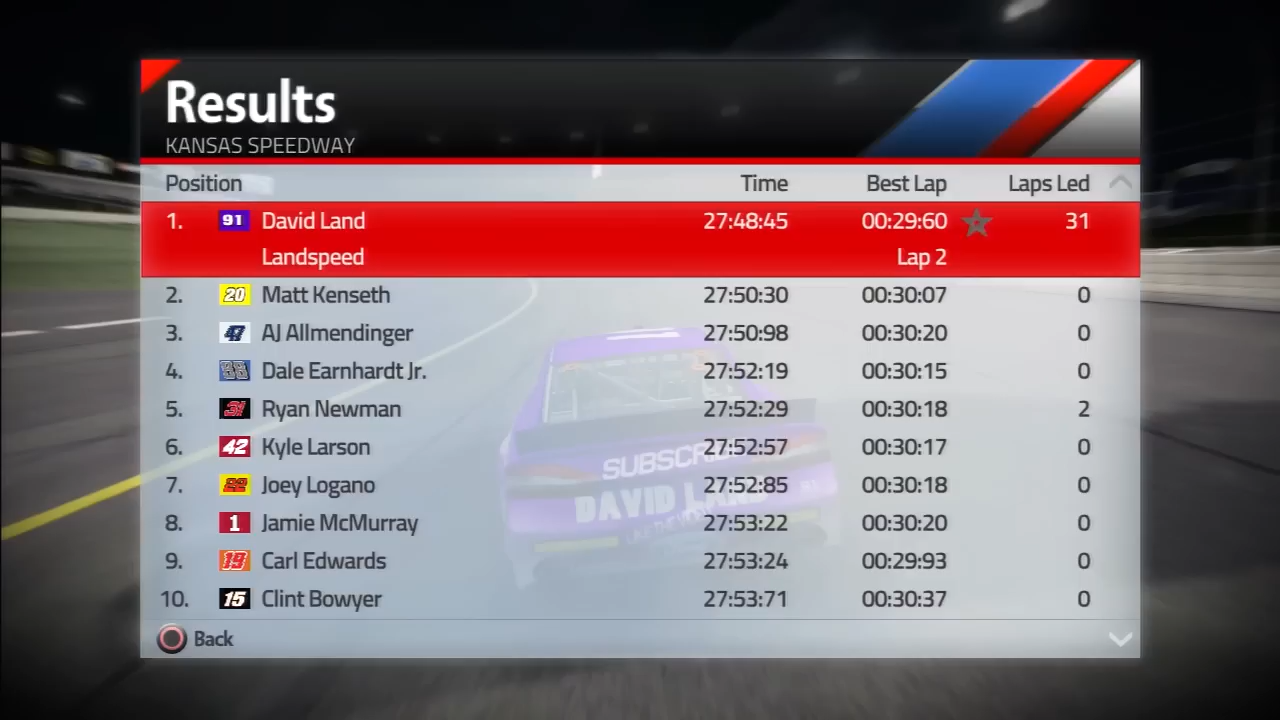 Results
KANSAS SPEEDWAY
Position Time Best Lap Laps Led
1. 91 David Land 27:48:45 00:29:60 31
Landspeed Lap 2
2. 20 Matt Kenseth 27:50:30 00:30:07 0
3. 47 AJ Allmendinger 27:50:98 00:30:20 0
4. 88 Dale Earnhardt Jr. 27:52:19 00:30:15 0
5. 31 Ryan Newman 27:52:29 00:30:18 2
6. 42 Kyle Larson 27:52:57 00:30:17 0
7. 22 Joey Logano 27:52:85 00:30:18 0
8. 1 Jamie McMurray 27:53:22 00:30:20 0
9. 19 Carl Edwards 27:53:24 00:29:93 0
10. 15 Clint Bowyer 27:53:71 00:30:37 0
SUBSCRIBE
DAVID LAND
Back